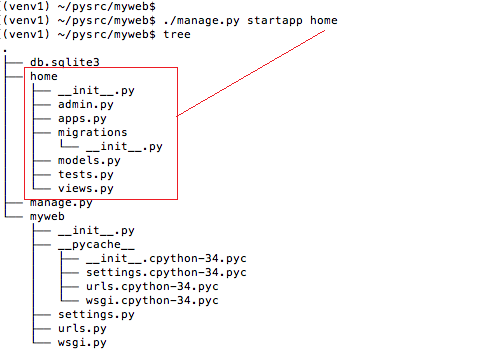 (venv1) ~/pysrc/myweb$
(venv1) ~/pysrc/myweb$ ./manage.py startapp home
(venv1) ~/pysrc/myweb$ tree
.
├── db.sqlite3
├── home
│   ├── __init__.py
│   ├── admin.py
│   ├── apps.py
│   ├── migrations
│   │   └── __init__.py
│   ├── models.py
│   ├── tests.py
│   └── views.py
├── manage.py
└── myweb
    ├── __init__.py
    ├── __pycache__
    │   ├── __init__.cpython-34.pyc
    │   ├── settings.cpython-34.pyc
    │   ├── urls.cpython-34.pyc
    │   └── wsgi.cpython-34.pyc
    ├── settings.py
    ├── urls.py
    └── wsgi.py